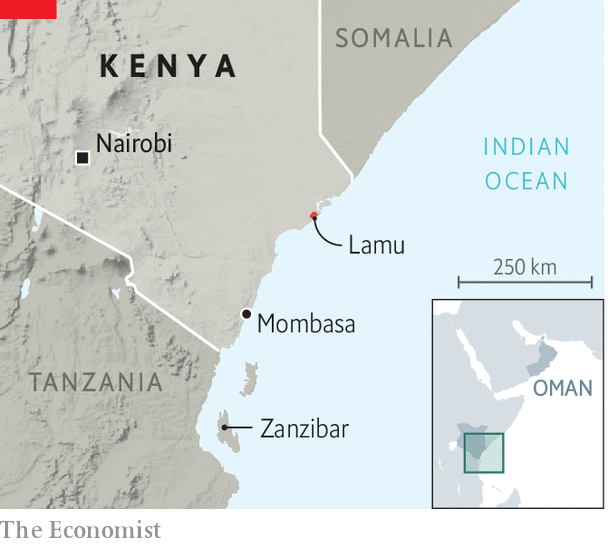 SOMALIA
KENYA
Nairobi
INDIAN
OCEAN
Lamu
250 km
Mombasa
TANZANIA
OMAN
Zanzibar
The Economist